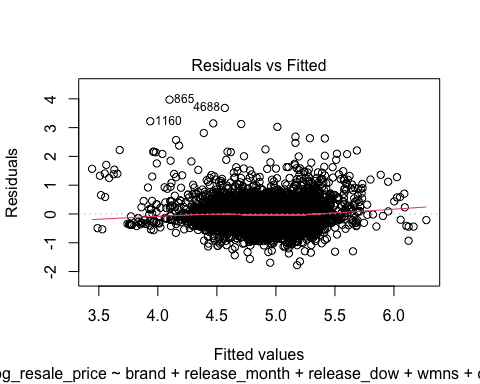 Residuals vs Fitted
865
4688
1160
Residuals
4
3
2
1
0
-1
-2
3.5 4.0 4.5 5.0 5.5 6.0
Fitted values
og_resale_price ~ brand + release_month + release_dow + wmns + c